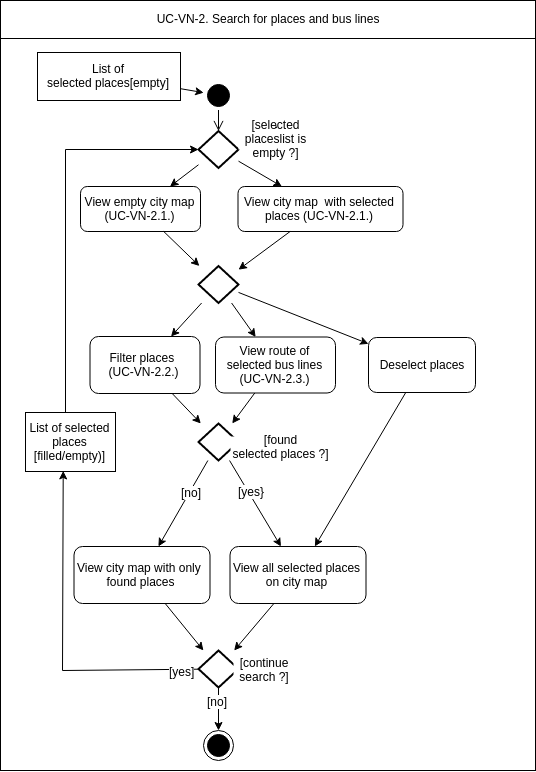 UC-VN-2. Search for places and bus lines
List of
selected places[empty]
[selected
placeslist is
empty ?]
View empty city map
(UC-VN-2.1.)
View city map  with selected
places (UC-VN-2.1.)
Filter places
(UC-VN-2.2.)
View route of
selected bus lines
(UC-VN-2.3.)
Deselect places
List of selected
places
[filled/empty)]
[found
selected places ?]
[no]
[yes}
View city map with only
found places
View all selected places
on city map
[continue
search ?]
[yes]
[no]